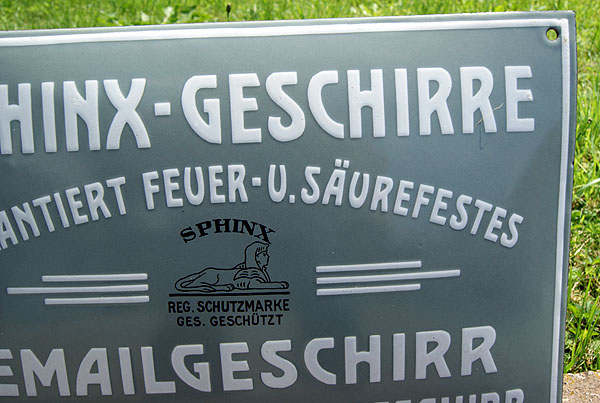 HINX-GESCHIRRE
ANTIERT FEUER-U.SÄUREFESTES
SPHINX
REG. SCHUTZMARKE
GES. GESCHÜTZT
EMAILGESCHIRR